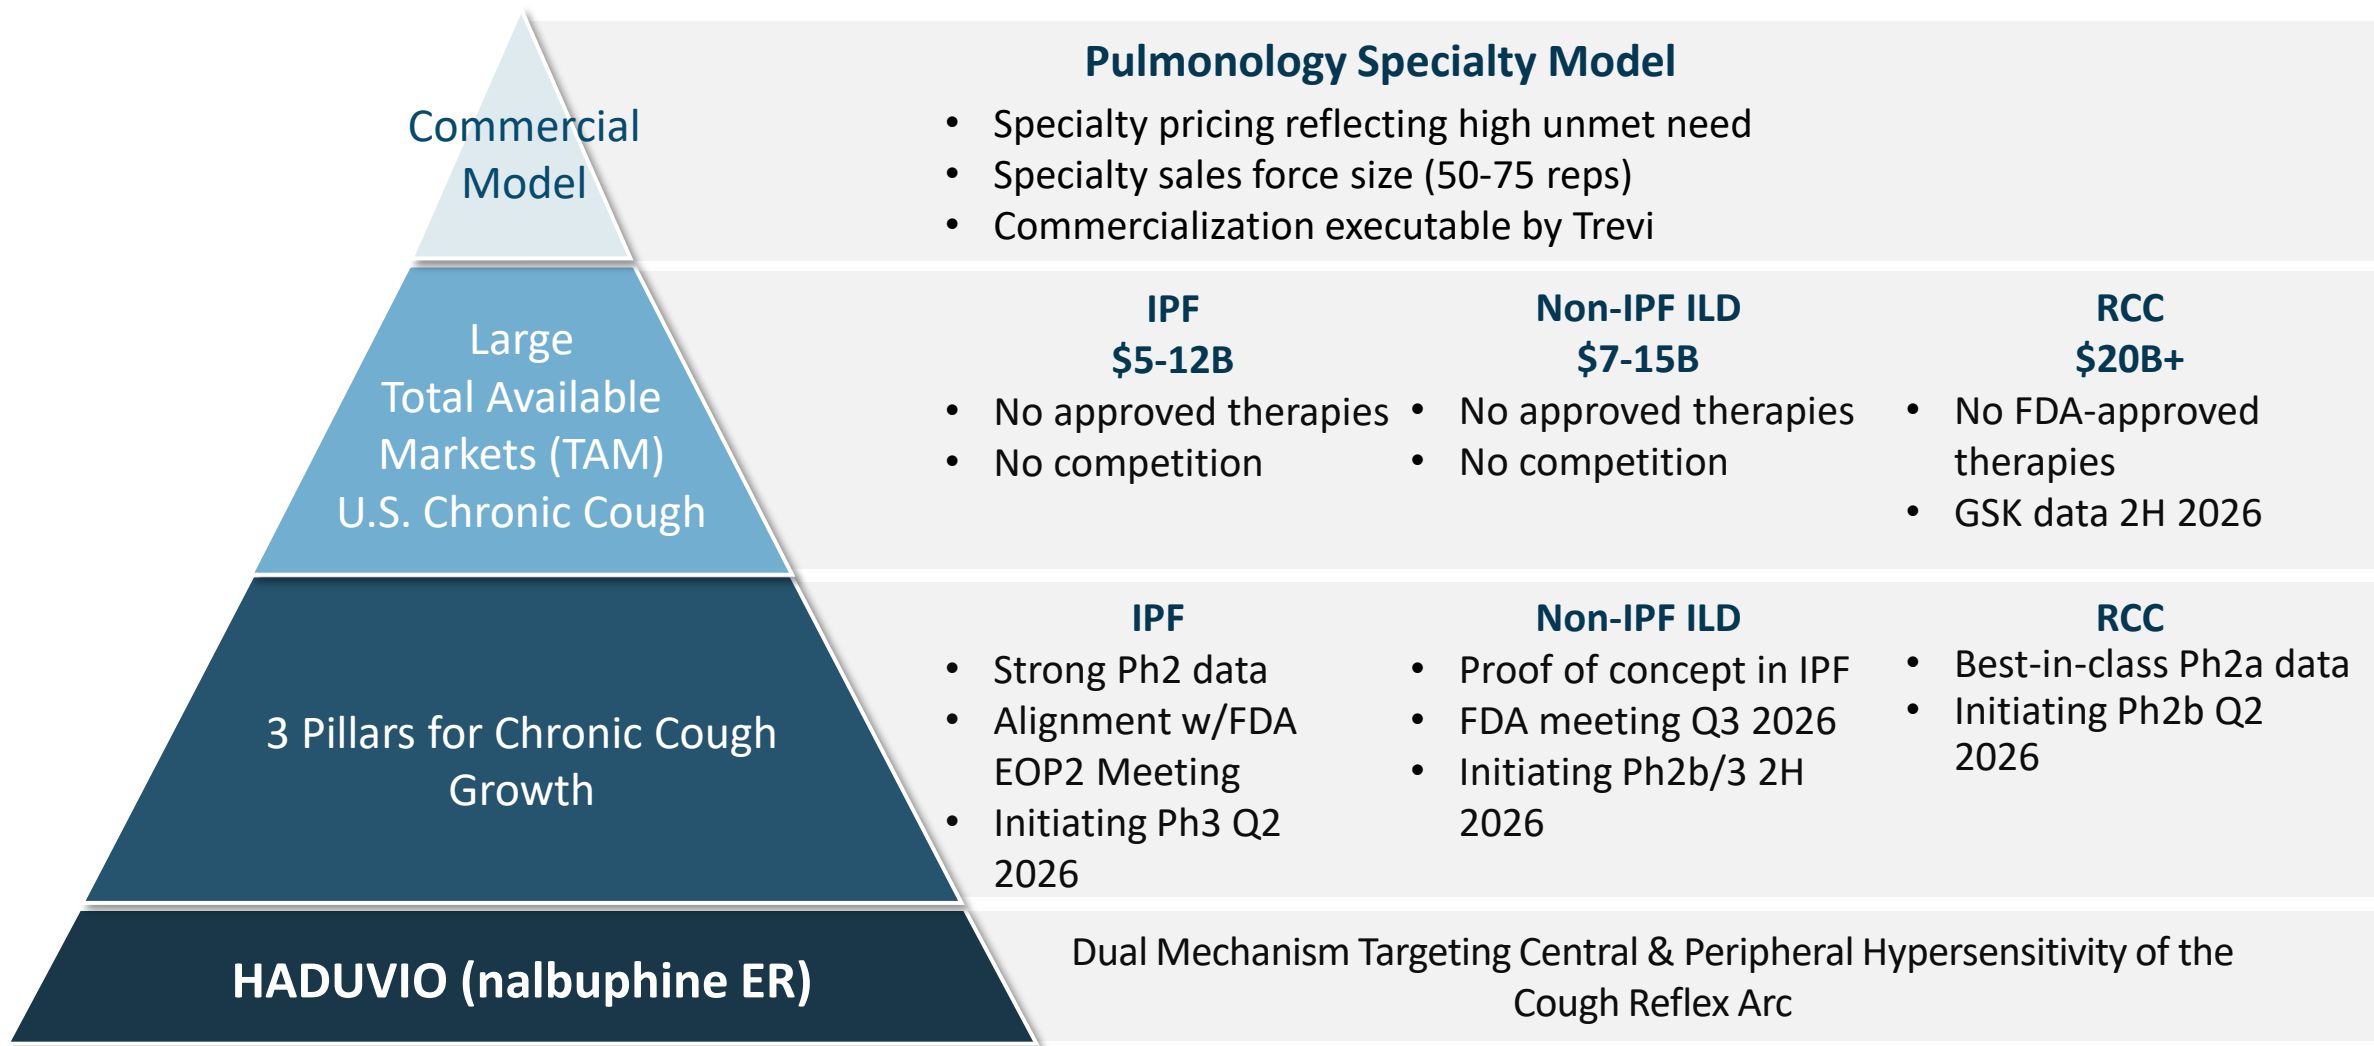 Commercial
Model
Pulmonology Specialty Model
• Specialty pricing reflecting high unmet need
• Specialty sales force size (50-75 reps)
• Commercialization executable by Trevi
Large
Total Available
Markets (TAM)
U.S. Chronic Cough
IPF
$5-12B
• No approved therapies
• No competition
Non-IPF ILD
$7-15B
• No approved therapies
• No competition
RCC
$20B+
• No FDA-approved
therapies
• GSK data 2H 2026
3 Pillars for Chronic Cough
Growth
IPF
• Strong Ph2 data
• Alignment w/FDA
EOP2 Meeting
• Initiating Ph3 Q2
2026
Non-IPF ILD
• Proof of concept in IPF
• FDA meeting Q3 2026
• Initiating Ph2b/3 2H
2026
RCC
• Best-in-class Ph2a data
• Initiating Ph2b Q2
2026
HADUVIO (nalbuphine ER)
Dual Mechanism Targeting Central & Peripheral Hypersensitivity of the
Cough Reflex Arc